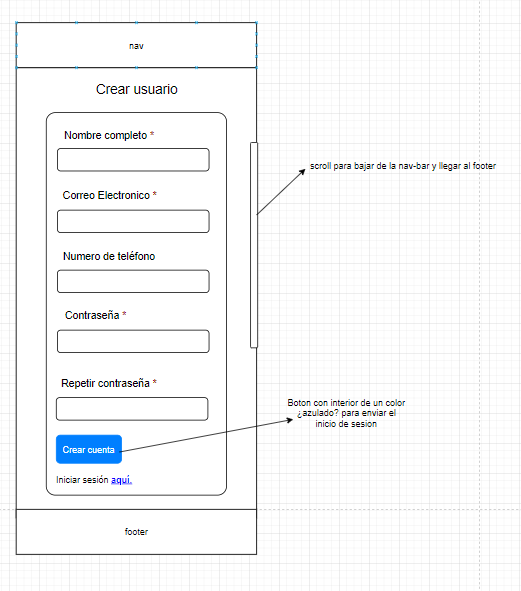 nav
Crear usuario
Nombre completo *
scroll para bajar de la nav-bar y llegar al footer
Correo Electronico *
Numero de teléfono
Contraseña *
Repetir contraseña *
Boton con interior de un color
¿azulado? para enviar el
inicio de sesion
Crear cuenta
Iniciar sesión aquí.
footer